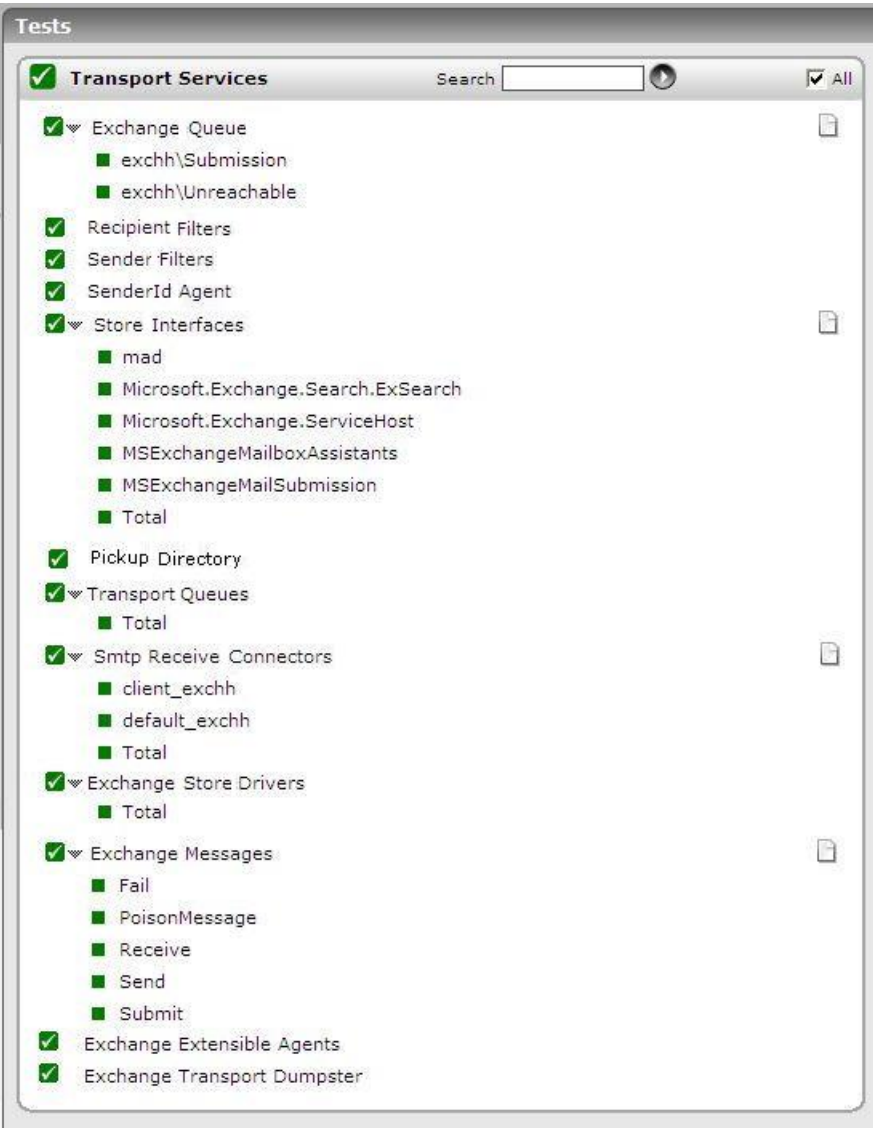 Tests
Transport Services Search All
Exchange Queue
exchh\Submission
exchh\Unreachable
Recipient Filters
Sender Filters
SenderId Agent
Store Interfaces
mad
Microsoft.Exchange.Search.ExSearch
Microsoft.Exchange.ServiceHost
MSExchangeMailboxAssistants
MSExchangeMailSubmission
Total
Pickup Directory
Transport Queues
Total
Smtp Receive Connectors
client_exchh
default_exchh
Total
Exchange Store Drivers
Total
Exchange Messages
Fail
PoisonMessage
Receive
Send
Submit
Exchange Extensible Agents
Exchange Transport Dumpster